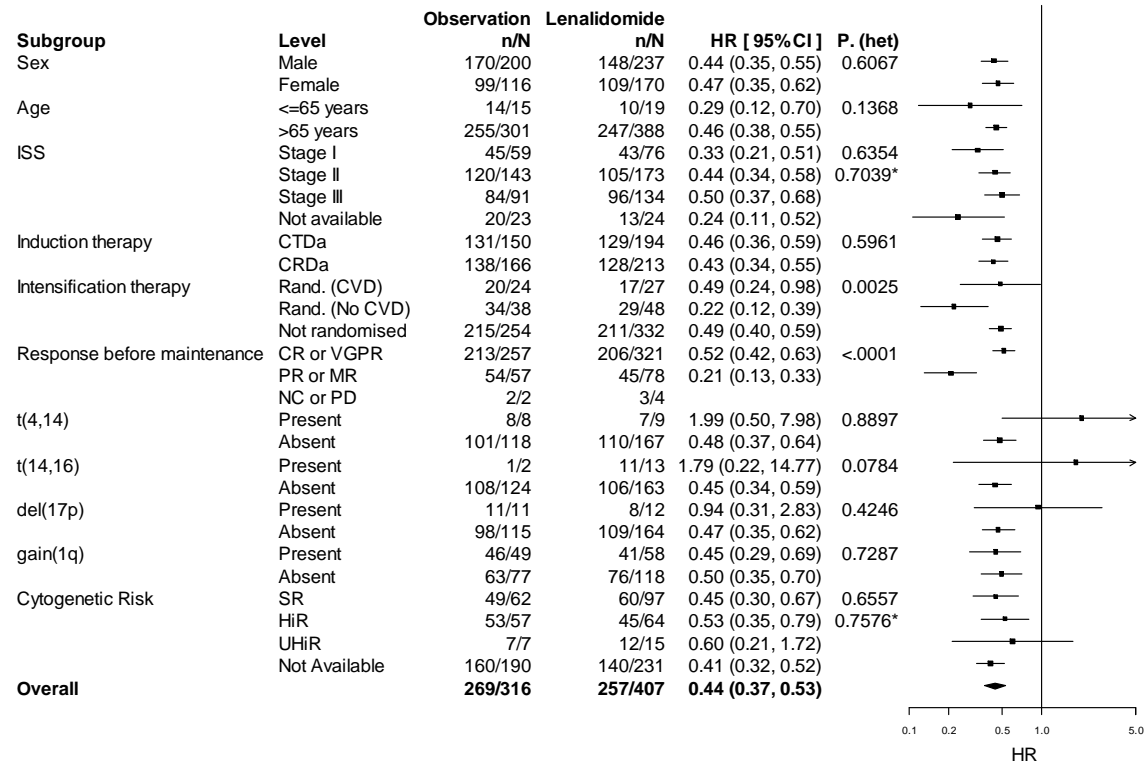 Observation Lenalidomide
Subgroup Level n/N n/N HR [ 95%CI ] P. (het)
Sex Male 170/200 148/237 0.44 (0.35, 0.55) 0.6067
Female 99/116 109/170 0.47 (0.35, 0.62)
Age <=65 years 14/15 10/19 0.29 (0.12, 0.70) 0.1368
>65 years 255/301 247/388 0.46 (0.38, 0.55)
ISS Stage I 45/59 43/76 0.33 (0.21, 0.51) 0.6354
Stage II 120/143 105/173 0.44 (0.34, 0.58) 0.7039*
Stage III 84/91 96/134 0.50 (0.37, 0.68)
Not available 20/23 13/24 0.24 (0.11, 0.52)
Induction therapy CTDa 131/150 129/194 0.46 (0.36, 0.59) 0.5961
CRDa 138/166 128/213 0.43 (0.34, 0.55)
Intensification therapy Rand. (CVD) 20/24 17/27 0.49 (0.24, 0.98) 0.0025
Rand. (No CVD) 34/38 29/48 0.22 (0.12, 0.39)
Not randomised 215/254 211/332 0.49 (0.40, 0.59)
Response before maintenance CR or VGPR 213/257 206/321 0.52 (0.42, 0.63) <.0001
PR or MR 54/57 45/78 0.21 (0.13, 0.33)
NC or PD 2/2 3/4
t(4,14) Present 8/8 7/9 1.99 (0.50, 7.98) 0.8897
Absent 101/118 110/167 0.48 (0.37, 0.64)
t(14,16) Present 1/2 11/13 1.79 (0.22, 14.77) 0.0784
Absent 108/124 106/163 0.45 (0.34, 0.59)
del(17p) Present 11/11 8/12 0.94 (0.31, 2.83) 0.4246
Absent 98/115 109/164 0.47 (0.35, 0.62)
gain(1q) Present 46/49 41/58 0.45 (0.29, 0.69) 0.7287
Absent 63/77 76/118 0.50 (0.35, 0.70)
Cytogenetic Risk SR 49/62 60/97 0.45 (0.30, 0.67) 0.6557
HiR 53/57 45/64 0.53 (0.35, 0.79) 0.7576*
UHiR 7/7 12/15 0.60 (0.21, 1.72)
Not Available 160/190 140/231 0.41 (0.32, 0.52)
Overall 269/316 257/407 0.44 (0.37, 0.53)
0.1 0.2 0.5 1.0 5.0
HR